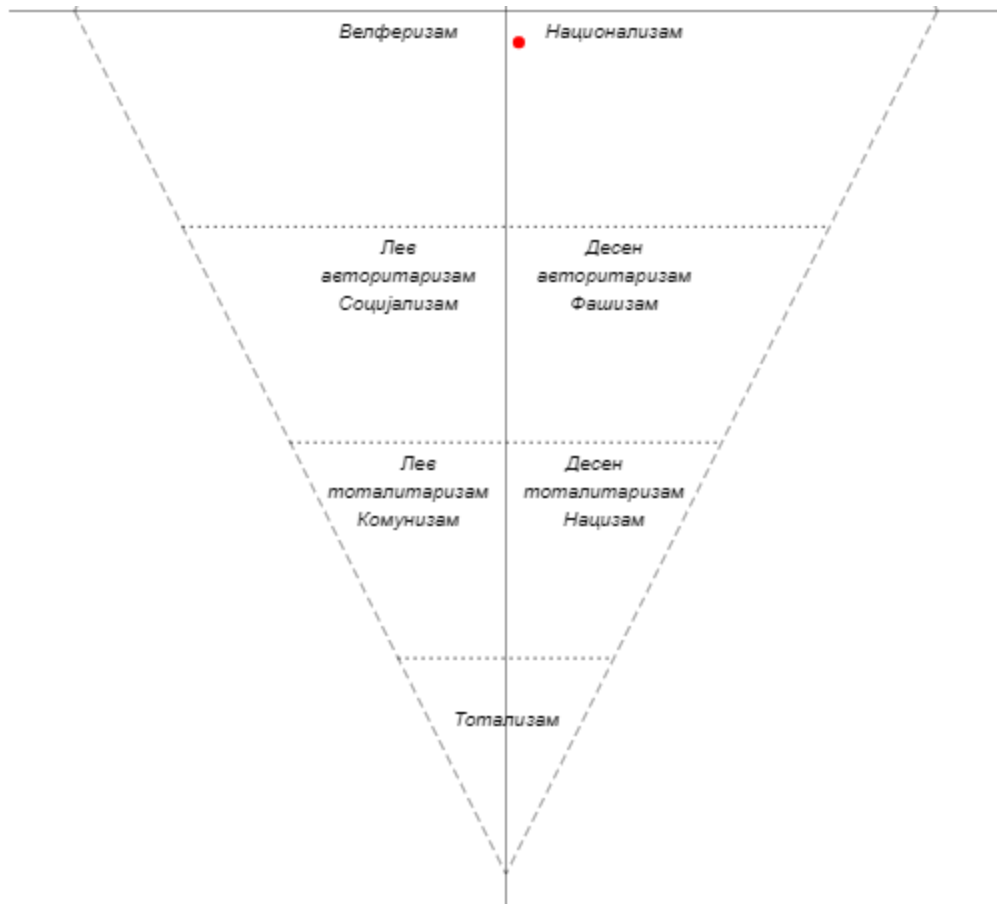 Велферизам
Национализам
Лев
авторитаризам
Социјализам
Десен
авторитаризам
Фашизам
Лев
тоталитаризам
Комунизам
Десен
тоталитаризам
Нацизам
Тотализам